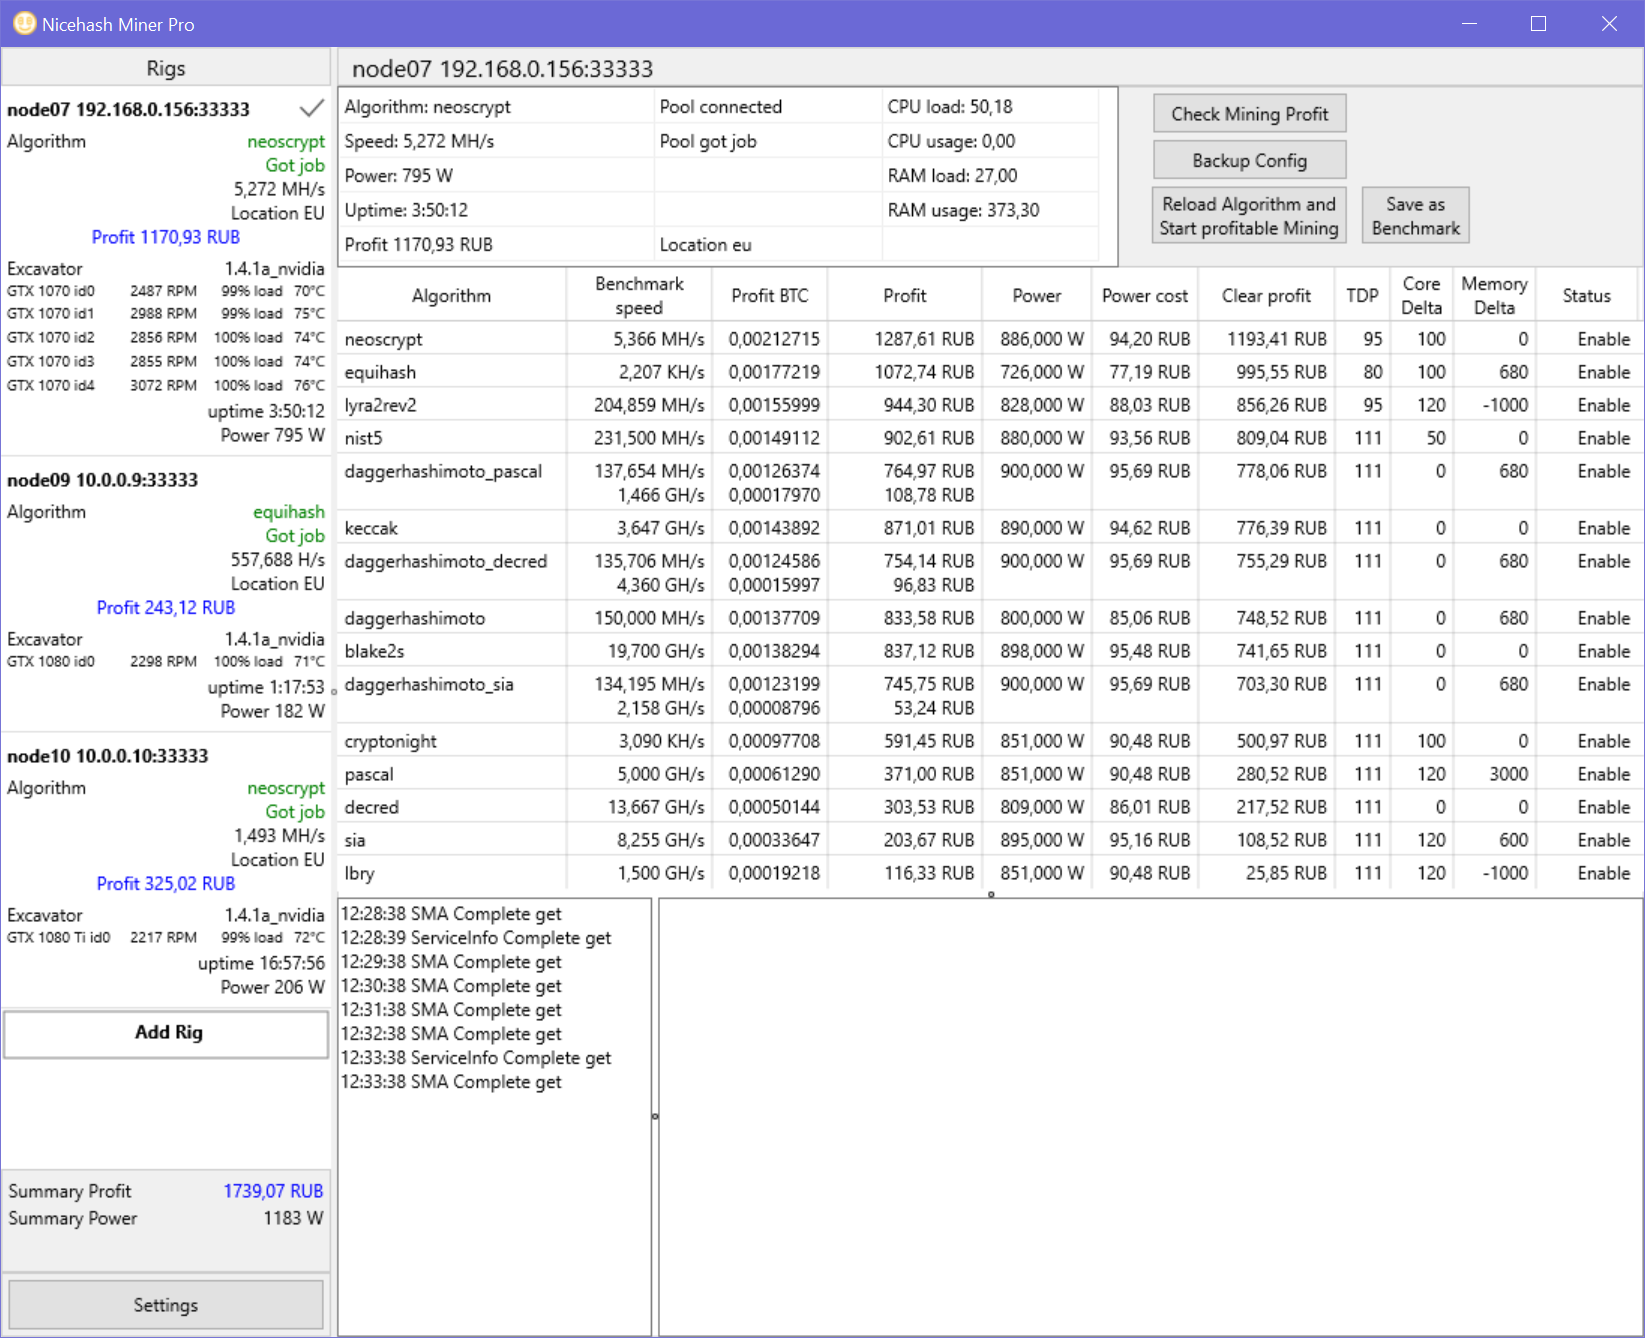 Nicehash Miner Pro
Rigs
node07 192.168.0.156:33333
Algorithm neoscrypt
Got job
5,272 MH/s
Location EU
Profit 1170,93 RUB
Excavator 1.4.1a_nvidia
GTX 1070 id0 2487 RPM 99% load 70°C
GTX 1070 id1 2988 RPM 99% load 75°C
GTX 1070 id2 2856 RPM 100% load 74°C
GTX 1070 id3 2855 RPM 100% load 74°C
GTX 1070 id4 3072 RPM 100% load 76°C
uptime 3:50:12
Power 795 W
node09 10.0.0.9:33333
Algorithm equihash
Got job
557,688 H/s
Location EU
Profit 243,12 RUB
Excavator 1.4.1a_nvidia
GTX 1080 id0 2298 RPM 100% load 71°C
uptime 1:17:53
Power 182 W
node10 10.0.0.10:33333
Algorithm neoscrypt
Got job
1,493 MH/s
Location EU
Profit 325,02 RUB
Excavator 1.4.1a_nvidia
GTX 1080 Ti id0 2217 RPM 99% load 72°C
uptime 16:57:56
Power 206 W
Add Rig
Summary Profit 1739,07 RUB
Summary Power 1183 W
Settings
node07 192.168.0.156:33333
Algorithm: neoscrypt Pool connected CPU load: 50,18
Speed: 5,272 MH/s Pool got job CPU usage: 0,00
Power: 795 W RAM load: 27,00
Uptime: 3:50:12 RAM usage: 373,30
Profit 1170,93 RUB Location eu
Check Mining Profit
Backup Config
Reload Algorithm and
Start profitable Mining
Save as
Benchmark
Algorithm Benchmark speed Profit BTC Profit Power Power cost Clear profit TDP Core Delta Memory Delta Status
neoscrypt 5,366 MH/s 0,00212715 1287,61 RUB 886,000 W 94,20 RUB 1193,41 RUB 95 100 0 Enable
equihash 2,207 KH/s 0,00177219 1072,74 RUB 726,000 W 77,19 RUB 995,55 RUB 80 100 680 Enable
lyra2rev2 204,859 MH/s 0,00155999 944,30 RUB 828,000 W 88,03 RUB 856,26 RUB 95 120 -1000 Enable
nist5 231,500 MH/s 0,00149112 902,61 RUB 880,000 W 93,56 RUB 809,04 RUB 111 50 0 Enable
daggerhashimoto_pascal 137,654 MH/s 0,00126374 764,97 RUB 900,000 W 95,69 RUB 778,06 RUB 111 0 680 Enable
1,466 GH/s 0,00017970 108,78 RUB
keccak 3,647 GH/s 0,00143892 871,01 RUB 890,000 W 94,62 RUB 776,39 RUB 111 0 0 Enable
daggerhashimoto_decred 135,706 MH/s 0,00124586 754,14 RUB 900,000 W 95,69 RUB 755,29 RUB 111 0 680 Enable
4,360 GH/s 0,00015997 96,83 RUB
daggerhashimoto 150,000 MH/s 0,00137709 833,58 RUB 800,000 W 85,06 RUB 748,52 RUB 111 0 680 Enable
blake2s 19,700 GH/s 0,00138294 837,12 RUB 898,000 W 95,48 RUB 741,65 RUB 111 0 0 Enable
daggerhashimoto_sia 134,195 MH/s 0,00123199 745,75 RUB 900,000 W 95,69 RUB 703,30 RUB 111 0 680 Enable
2,158 GH/s 0,00008796 53,24 RUB
cryptonight 3,090 KH/s 0,00097708 591,45 RUB 851,000 W 90,48 RUB 500,97 RUB 111 100 0 Enable
pascal 5,000 GH/s 0,00061290 371,00 RUB 851,000 W 90,48 RUB 280,52 RUB 111 120 3000 Enable
decred 13,667 GH/s 0,00050144 303,53 RUB 809,000 W 86,01 RUB 217,52 RUB 111 0 0 Enable
sia 8,255 GH/s 0,00033647 203,67 RUB 895,000 W 95,16 RUB 108,52 RUB 111 120 600 Enable
lbry 1,500 GH/s 0,00019218 116,33 RUB 851,000 W 90,48 RUB 25,85 RUB 111 120 -1000 Enable
12:28:38 SMA Complete get
12:28:39 ServiceInfo Complete get
12:29:38 SMA Complete get
12:30:38 SMA Complete get
12:31:38 SMA Complete get
12:32:38 SMA Complete get
12:33:38 ServiceInfo Complete get
12:33:38 SMA Complete get